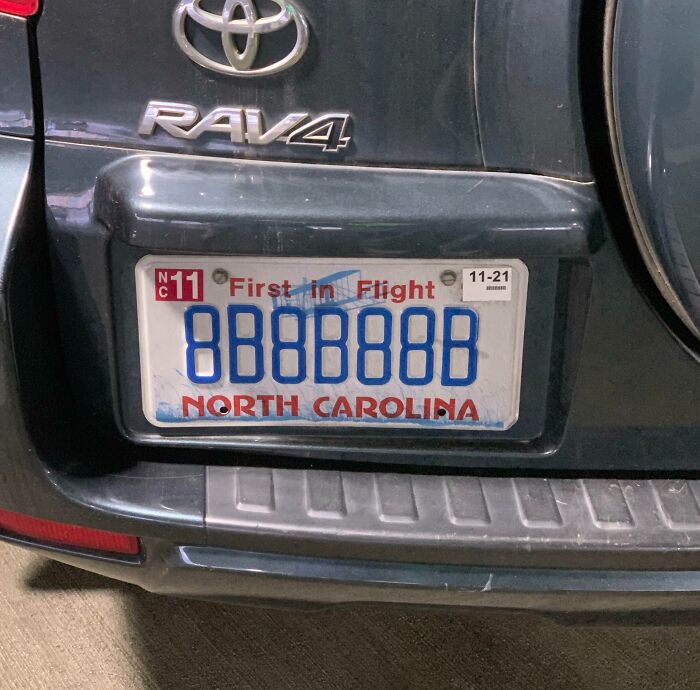 RAV4
NC 11 First in Flight 11-21
8B8B88B
NORTH CAROLINA